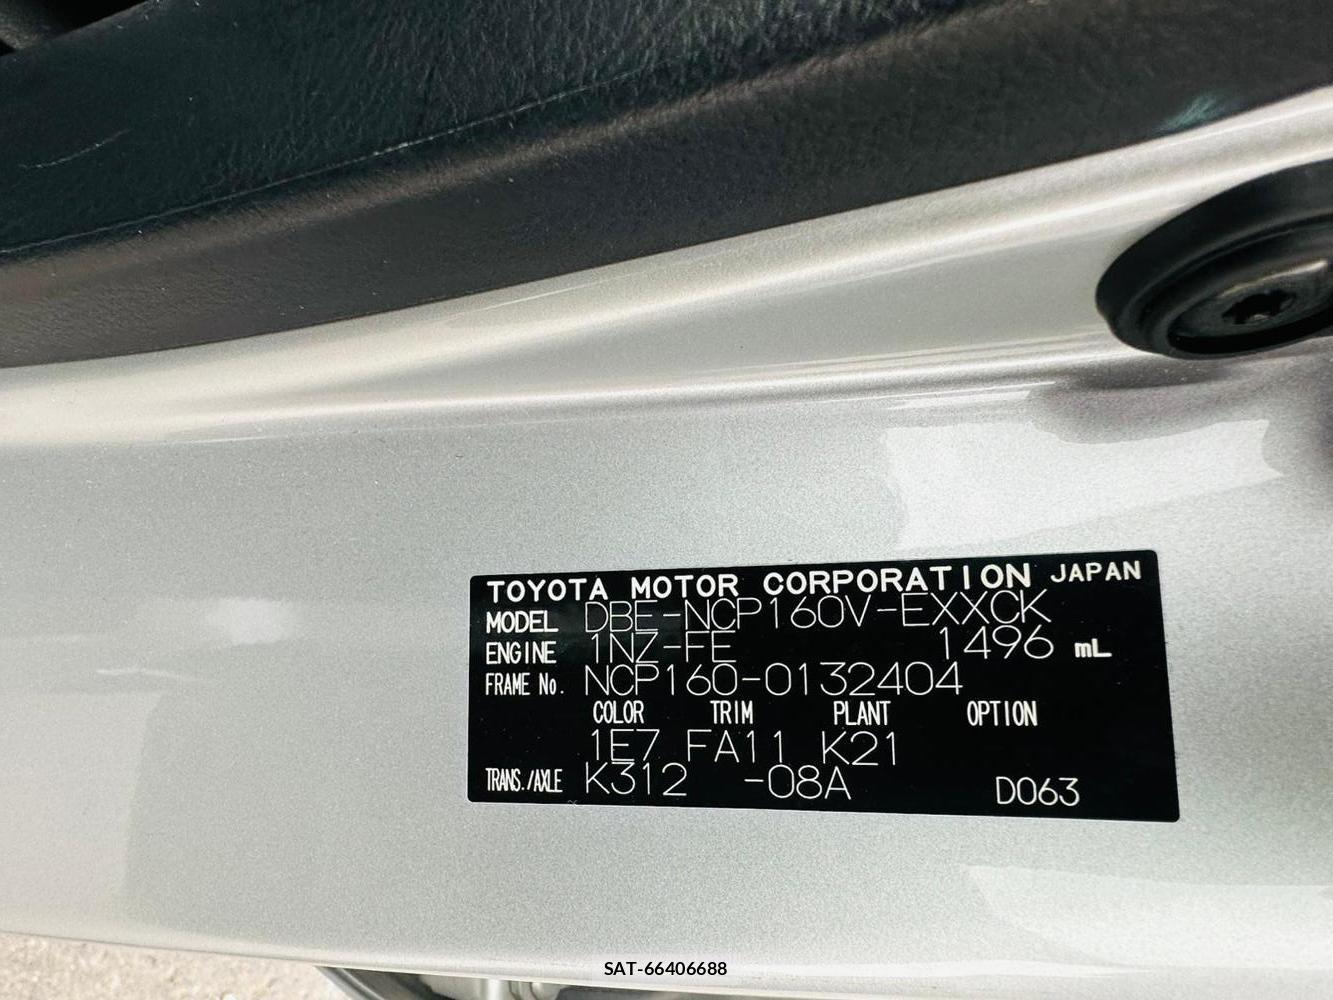 TOYOTA MOTOR CORPORATION JAPAN
MODEL DBE-NCP160V-EXXCK
ENGINE 1NZ-FE 1496 mL
FRAME No. NCP160-0132404
COLOR TRIM PLANT OPTION
1E7 FA11 K21
TRANS./AXLE K312 -08A D063
SAT-66406688